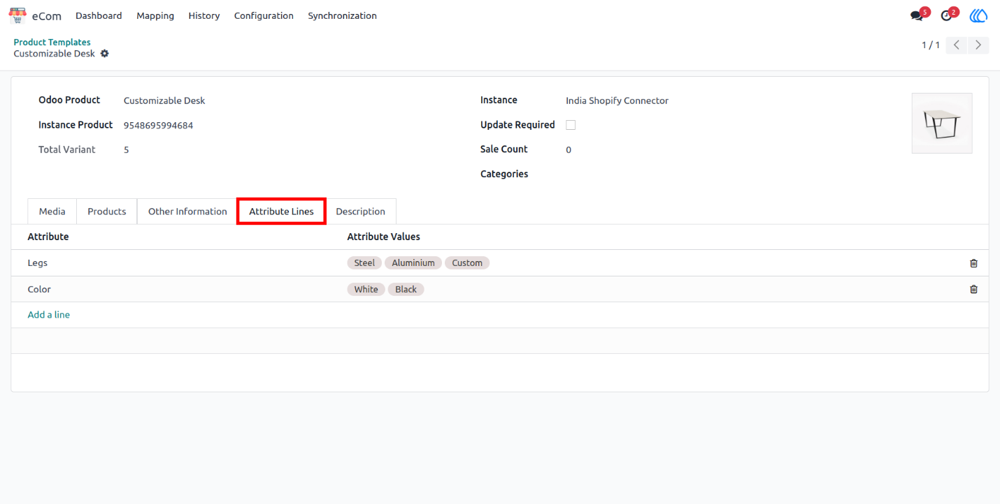 eCom Dashboard Mapping History Configuration Synchronization 5 2
Product Templates
Customizable Desk
1 / 1
Odoo Product Customizable Desk Instance India Shopify Connector
Instance Product 9548695994684 Update Required
Total Variant 5 Sale Count 0
Categories
Media Products Other Information Attribute Lines Description
Attribute Attribute Values
Legs Steel Aluminium Custom
Color White Black
Add a line